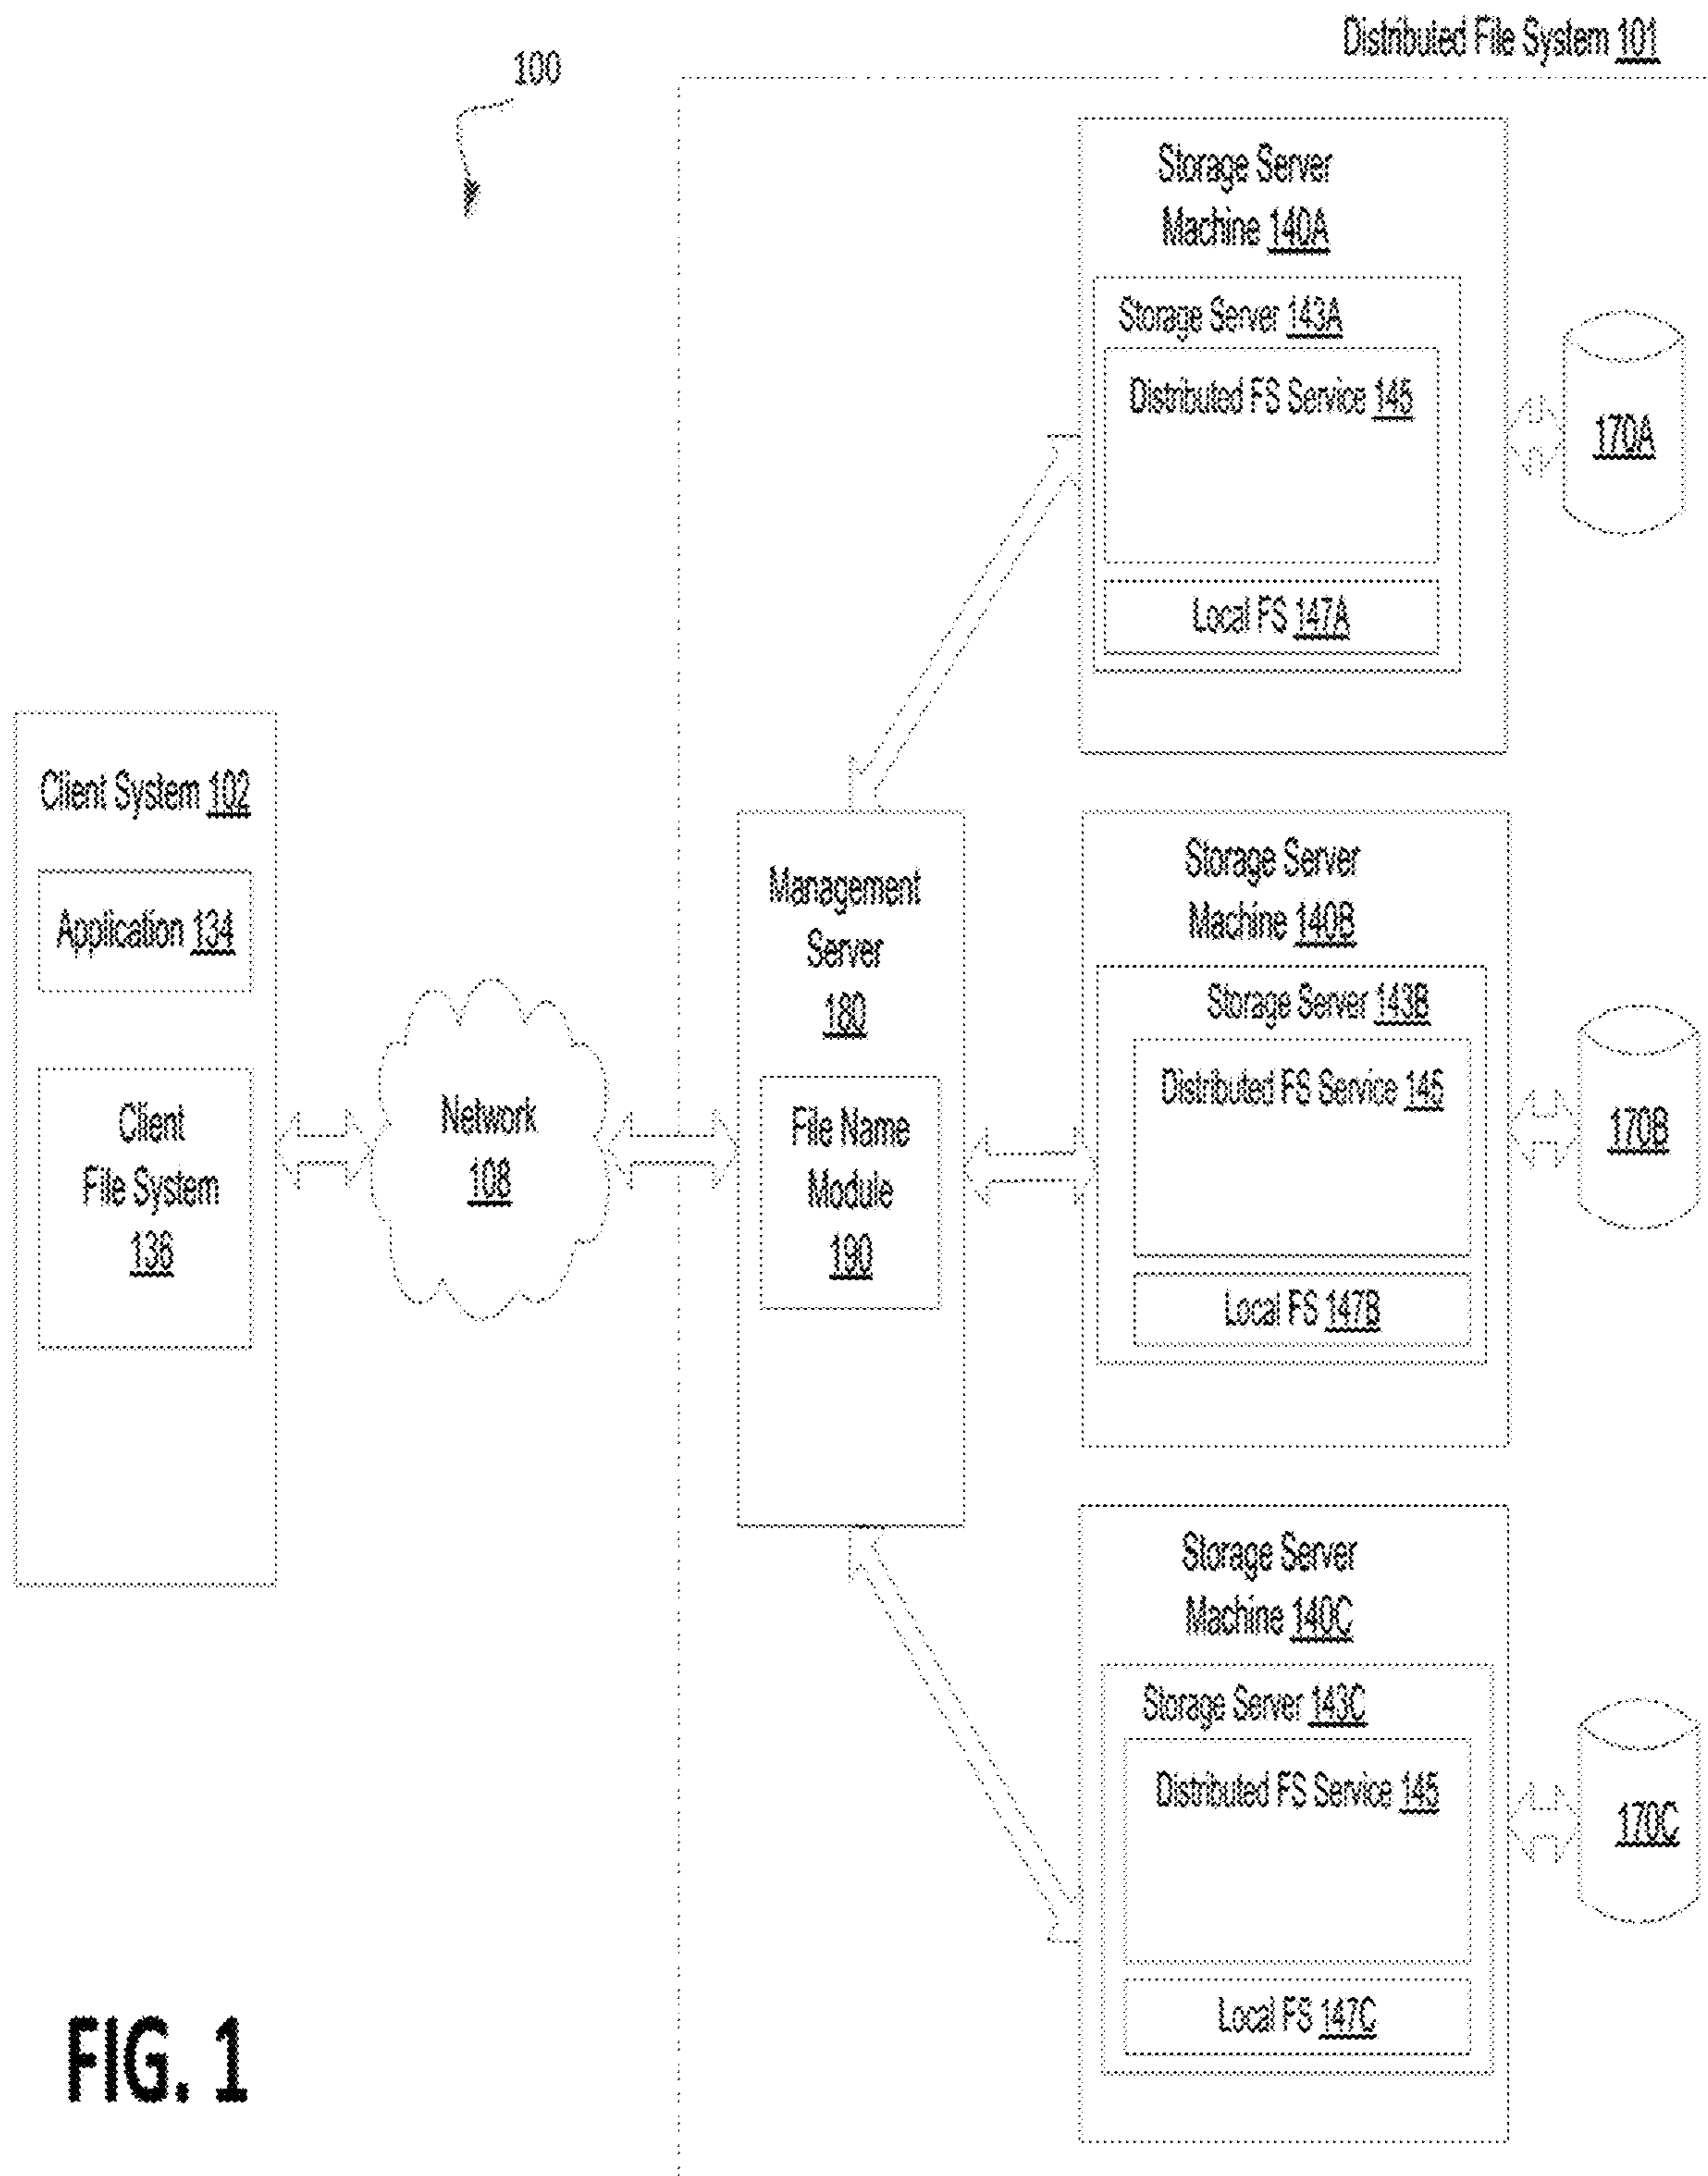 Distributed File System 101
100
Storage Server
Machine 140A
Storage Server 143A
Distributed FS Service 145
Local FS 147A
170A
Client System 102
Application 134
Client
File System
136
Network
108
Management
Server
180
File Name
Module
190
Storage Server
Machine 140B
Storage Server 143B
Distributed FS Service 145
Local FS 147B
170B
Storage Server
Machine 140C
Storage Server 143C
Distributed FS Service 145
Local FS 147C
170C
FIG. 1